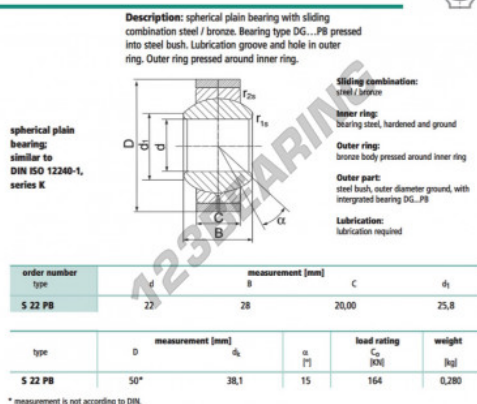 Description: spherical plain bearing with sliding
combination steel / bronze. Bearing type DG...PB pressed
into steel bush. Lubrication groove and hole in outer
ring. Outer ring pressed around inner ring.
spherical plain
bearing;
similar to
DIN ISO 12240-1,
series K
D
d₁
d
r₂s
r₁s
C
B
α
Sliding combination:
steel / bronze
Inner ring:
bearing steel, hardened and ground
Outer ring:
bronze body pressed around inner ring
Outer part:
steel bush, outer diameter ground, with
intergrated bearing DG...PB
Lubrication:
lubrication required
123BEARING
order number measurement [mm]
type d B C d₁
S 22 PB 22 28 20,00 25,8
measurement [mm] load rating weight
type D dₖ α C₀
[°] [KN] [kg]
S 22 PB 50* 38,1 15 164 0,280
* measurement is not according to DIN.